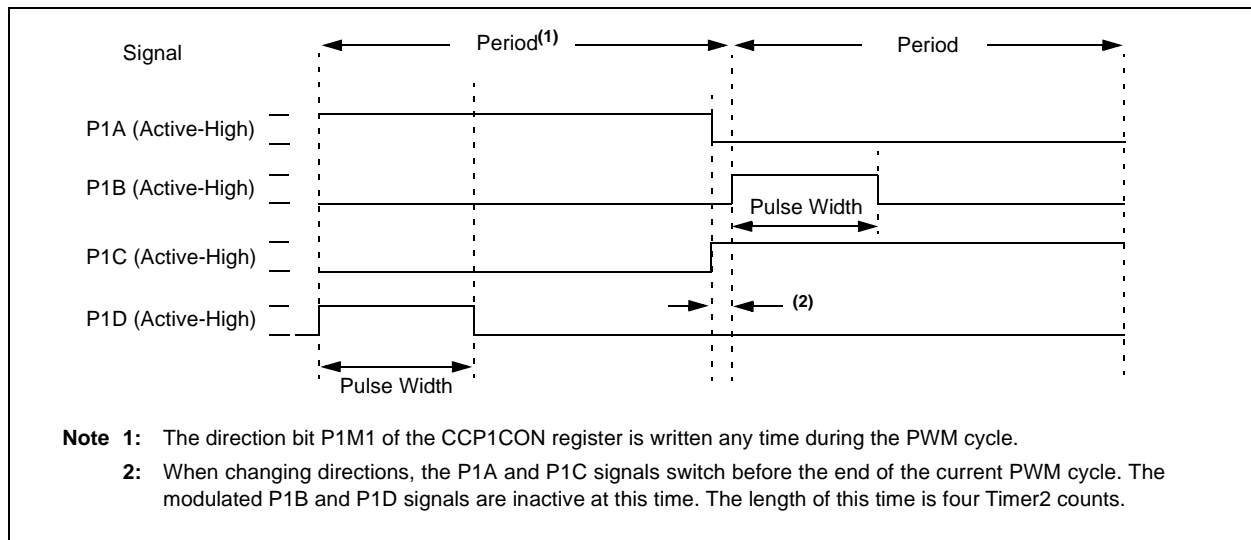 Signal
Period(1)
Period
P1A (Active-High)
P1B (Active-High)
Pulse Width
P1C (Active-High)
(2)
P1D (Active-High)
Pulse Width
Note 1: The direction bit P1M1 of the CCP1CON register is written any time during the PWM cycle.
2: When changing directions, the P1A and P1C signals switch before the end of the current PWM cycle. The
modulated P1B and P1D signals are inactive at this time. The length of this time is four Timer2 counts.